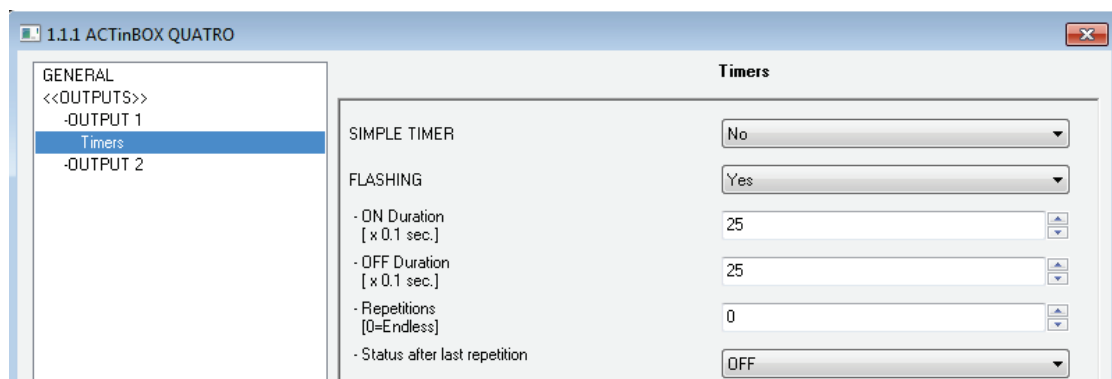 1.1.1 ACTinBOX QUATRO
GENERAL
<<OUTPUTS>>
-OUTPUT 1
Timers
-OUTPUT 2
Timers
SIMPLE TIMER
No
FLASHING
Yes
- ON Duration
[ x 0.1 sec.]
25
- OFF Duration
[ x 0.1 sec.]
25
- Repetitions
[0=Endless]
0
- Status after last repetition
OFF